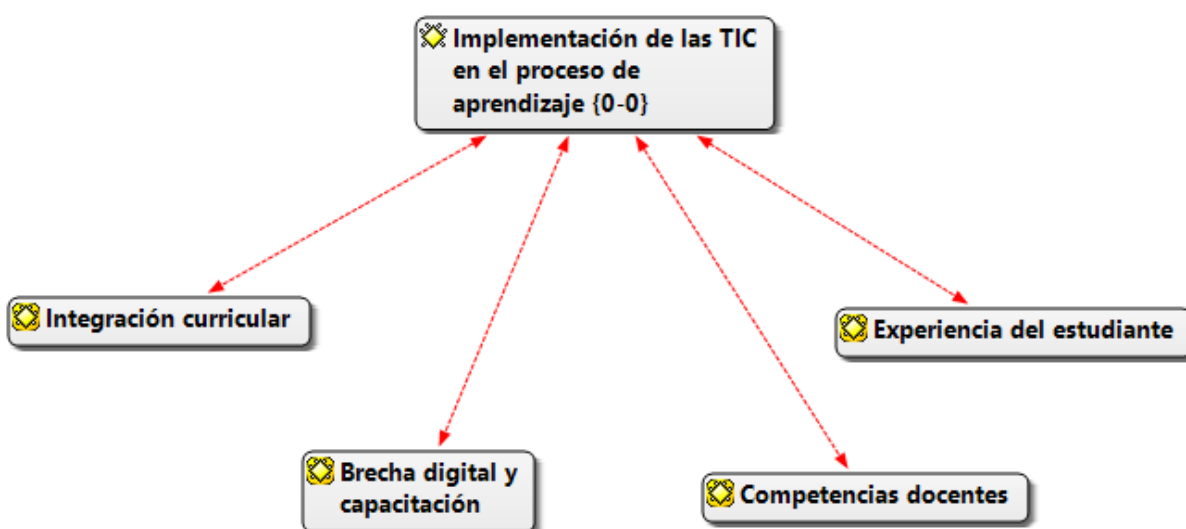 Implementación de las TIC
en el proceso de
aprendizaje {0-0}
Integración curricular
Experiencia del estudiante
Brecha digital y
capacitación
Competencias docentes